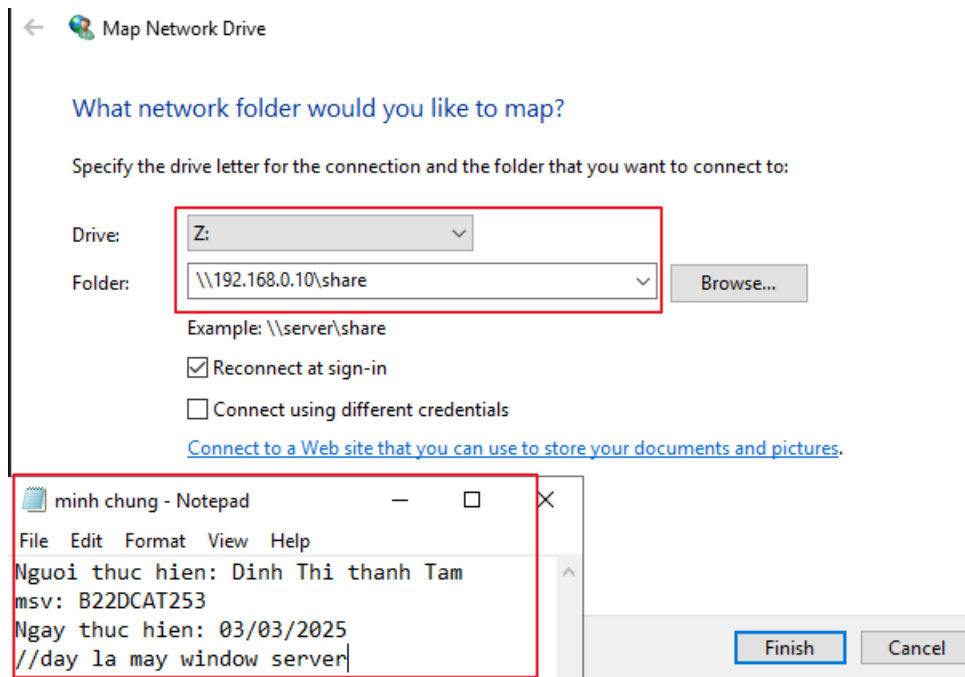 Map Network Drive
What network folder would you like to map?
Specify the drive letter for the connection and the folder that you want to connect to:
Drive: Z:
Folder: \\192.168.0.10\share Browse...
Example: \\server\share
Reconnect at sign-in
Connect using different credentials
Connect to a Web site that you can use to store your documents and pictures.
minh chung - Notepad
File Edit Format View Help
Nguoi thuc hien: Dinh Thi thanh Tam
msv: B22DCAT253
Ngay thuc hien: 03/03/2025
//day la may window server
Finish Cancel